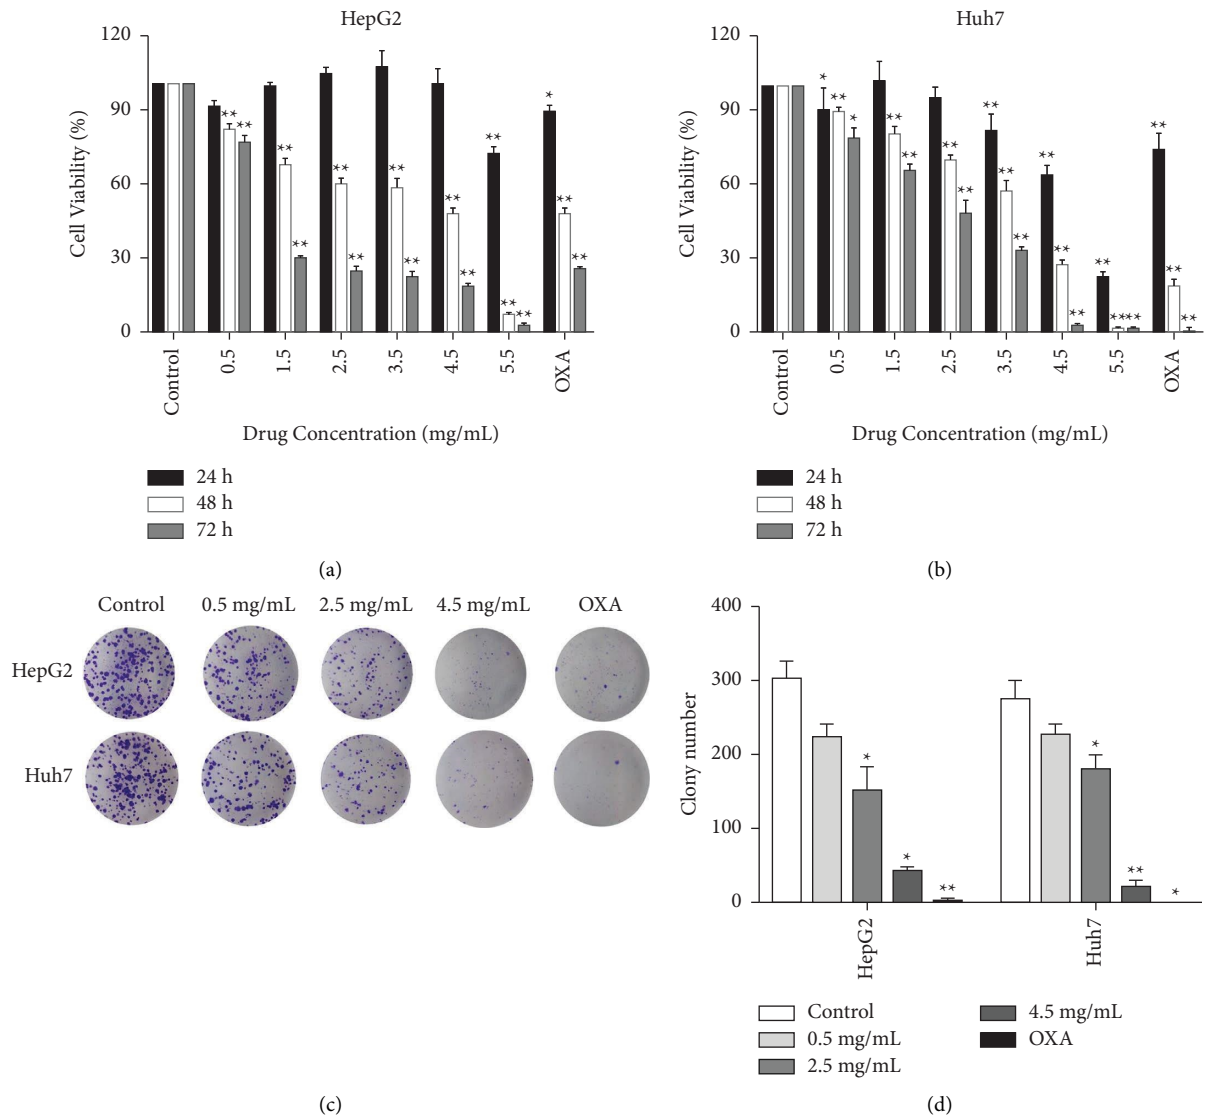 HepG2
120
90
60
30
0
Cell Viability (%)
*
** ** ** ** ** ** ** ** ** ** ** ** ** **
Control 0.5 1.5 2.5 3.5 4.5 5.5 OXA
Drug Concentration (mg/mL)
24 h
48 h
72 h
(a)
Huh7
120
90
60
30
0
Cell Viability (%)
* ** * ** ** ** ** ** ** ** ** ** ** ** ** ** ** ** **
Control 0.5 1.5 2.5 3.5 4.5 5.5 OXA
Drug Concentration (mg/mL)
24 h
48 h
72 h
(b)
Control 0.5 mg/mL 2.5 mg/mL 4.5 mg/mL OXA
HepG2
Huh7
(c)
400
300
200
100
0
Clony number
* * ** * ** *
HepG2 Huh7
Control
0.5 mg/mL
2.5 mg/mL
4.5 mg/mL
OXA
(d)